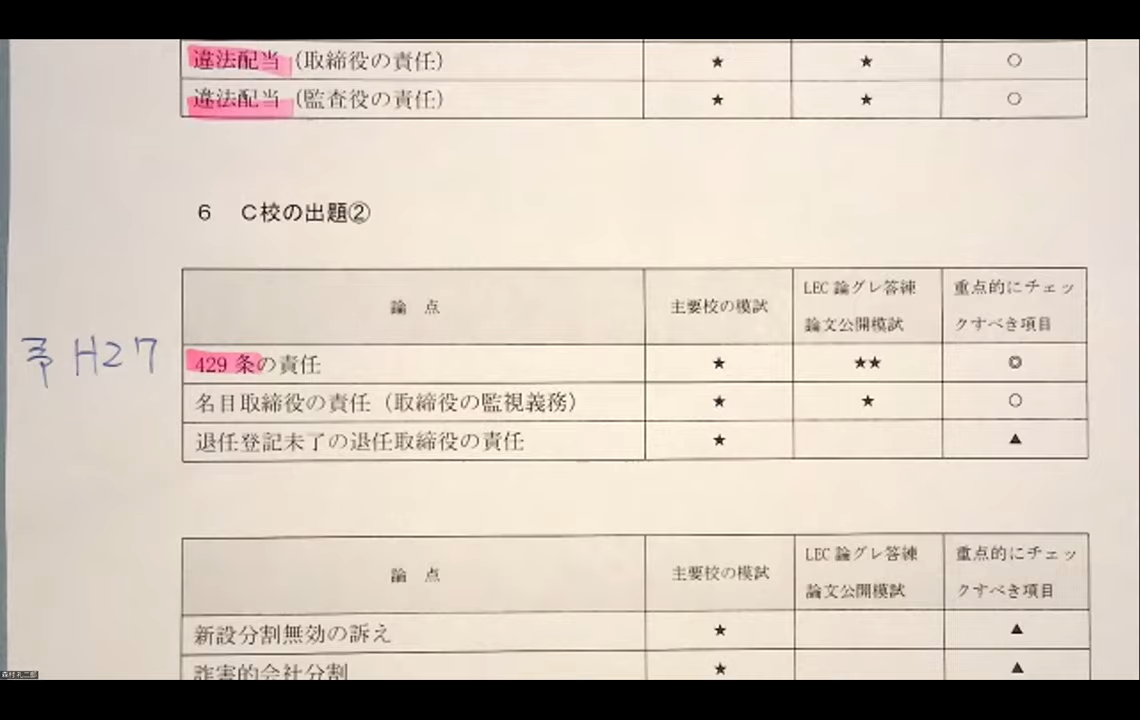 違法配当（取締役の責任） ★ ★ ○
違法配当（監査役の責任） ★ ★ ○
6 C校の出題②
論 点 主要校の模試 LEC 論グレ答練 論文公開模試 重点的にチェックすべき項目
予 H27
429 条の責任 ★ ★★ ◎
名目取締役の責任（取締役の監視義務） ★ ★ ○
退任登記未了の退任取締役の責任 ★ ▲
論 点 主要校の模試 LEC 論グレ答練 論文公開模試 重点的にチェックすべき項目
新設分割無効の訴え ★ ▲
詐害的会社分割 ★ ▲